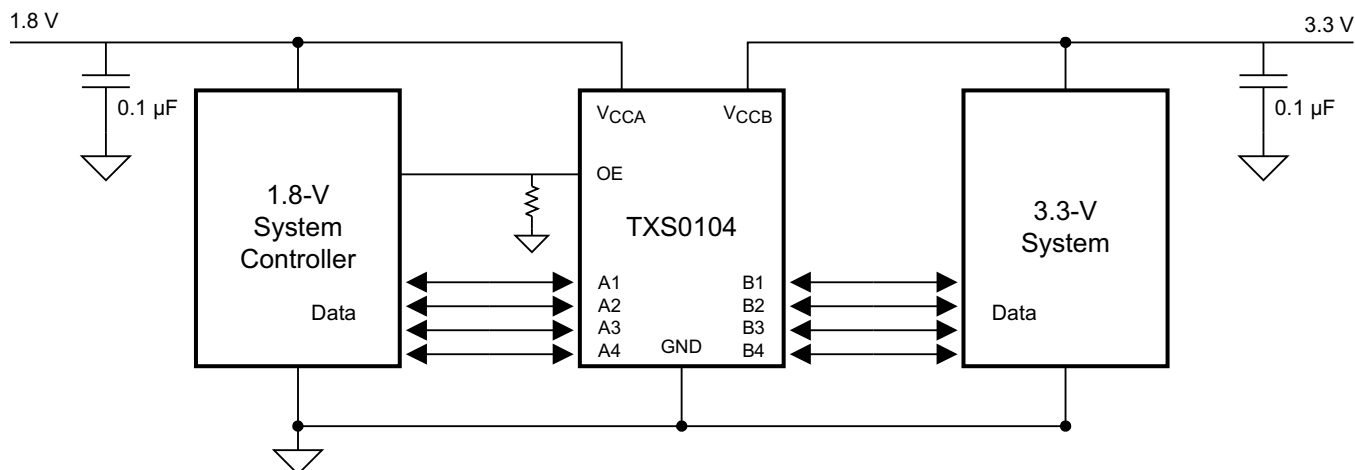 1.8 V
3.3 V
0.1 µF
0.1 µF
VCCA
VCCB
OE
1.8-V
System
Controller
TXS0104
3.3-V
System
Data
A1
A2
A3
A4
GND
B1
B2
B3
B4
Data